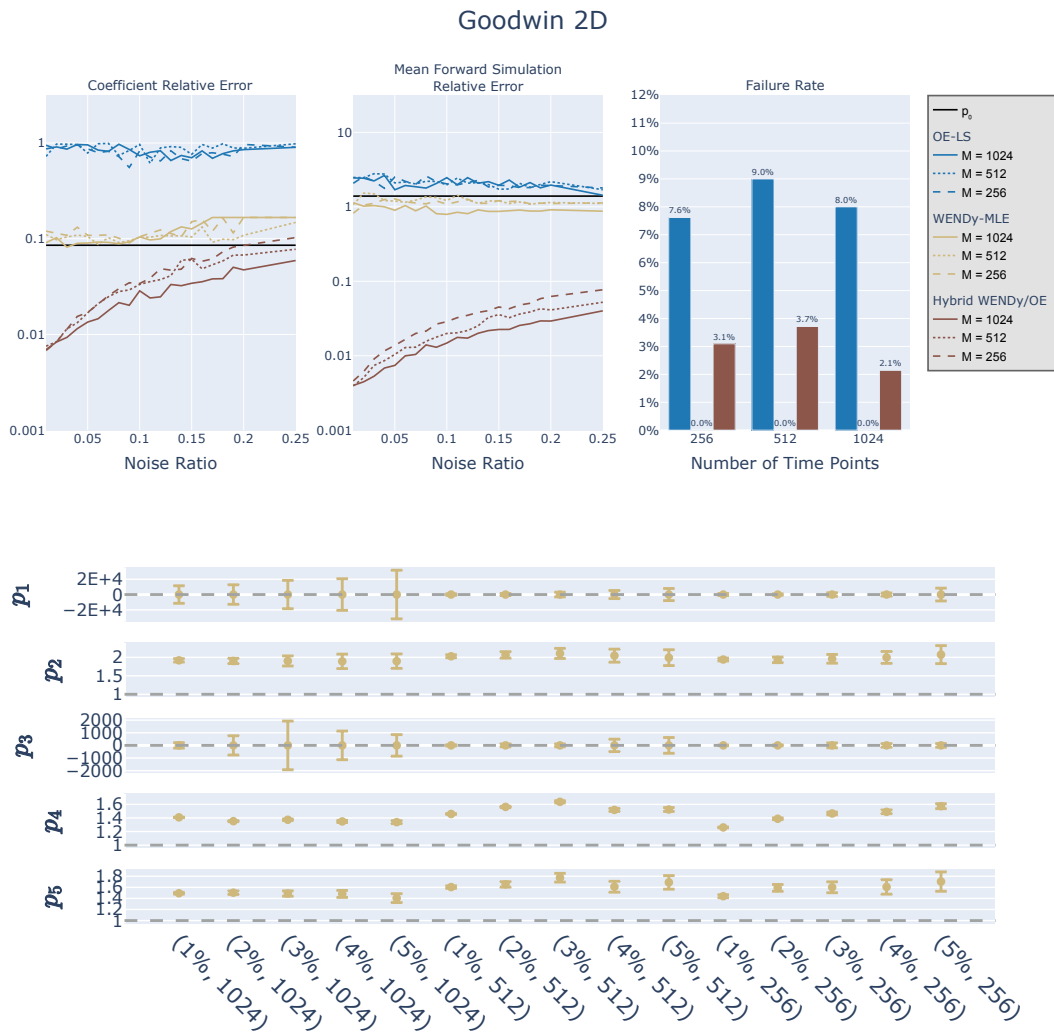 Goodwin 2D
Coefficient Relative Error
1
0.1
0.01
0.001
0.05
0.1
0.15
0.2
0.25
Noise Ratio
Mean Forward Simulation
Relative Error
10
1
0.1
0.01
0.001
0.05
0.1
0.15
0.2
0.25
Noise Ratio
Failure Rate
12%
11%
10%
9%
8%
7%
6%
5%
4%
3%
2%
1%
0%
7.6%
0.0%
3.1%
9.0%
0.0%
3.7%
8.0%
0.0%
2.1%
256
512
1024
Number of Time Points
p₀
OE-LS
M = 1024
M = 512
M = 256
WENDy-MLE
M = 1024
M = 512
M = 256
Hybrid WENDy/OE
M = 1024
M = 512
M = 256
p1
2E+4
0
−2E+4
p2
2
1.5
1
p3
2000
1000
0
−1000
−2000
p4
1.6
1.4
1.2
1
p5
1.8
1.6
1.4
1.2
1
(1%, 1024)
(2%, 1024)
(3%, 1024)
(4%, 1024)
(5%, 1024)
(1%, 512)
(2%, 512)
(3%, 512)
(4%, 512)
(5%, 512)
(1%, 256)
(2%, 256)
(3%, 256)
(4%, 256)
(5%, 256)